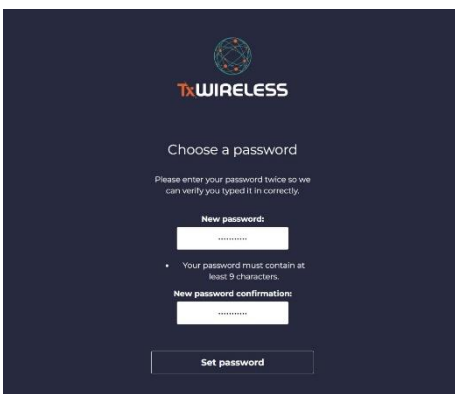 TxWIRELESS
Choose a password
Please enter your password twice so we
can verify you typed it in correctly.
New password:
...........
• Your password must contain at
least 9 characters.
New password confirmation:
...........
Set password